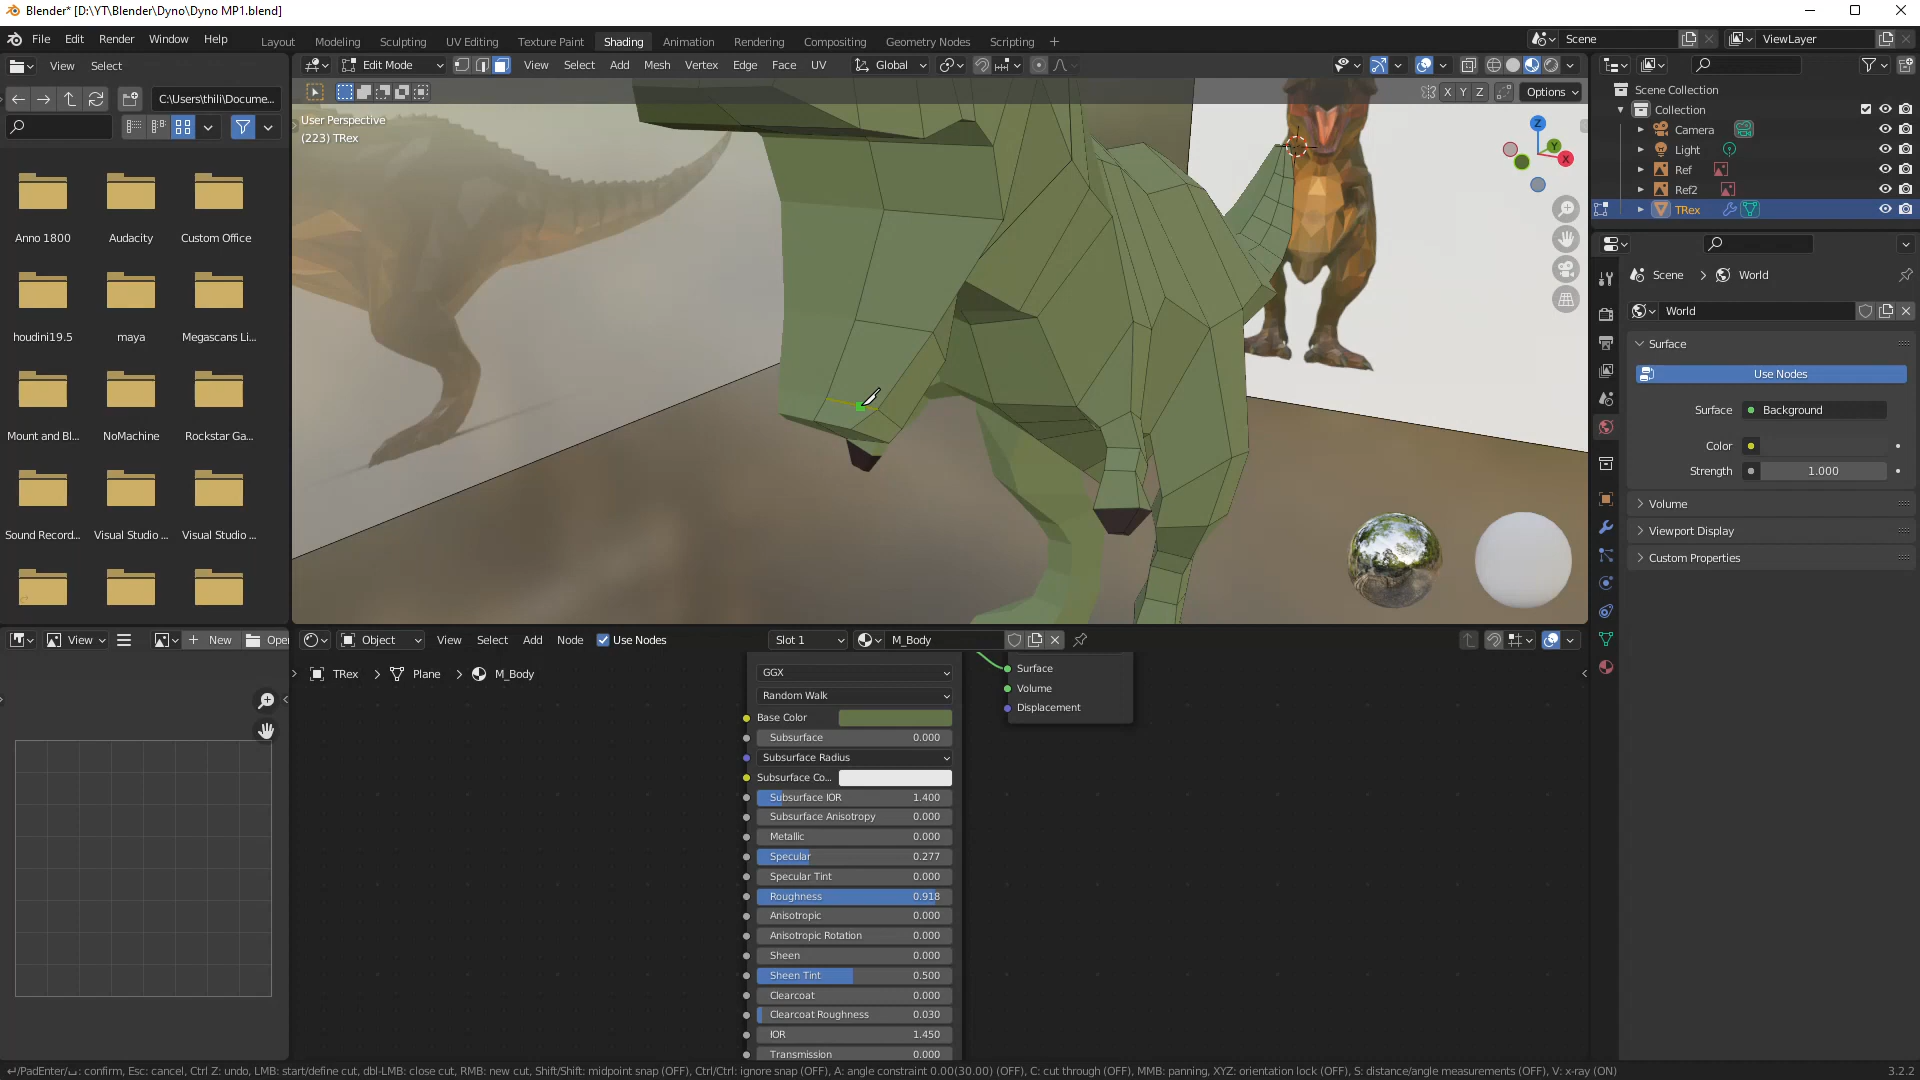 Blender* [D:\YT\Blender\Dyno\Dyno MP1.blend]
File Edit Render Window Help
Layout Modeling Sculpting UV Editing Texture Paint Shading Animation Rendering Compositing Geometry Nodes Scripting
Scene
ViewLayer
View Select
Edit Mode
View Select Add Mesh Vertex Edge Face UV
Global
C:\Users\thili\Docume...
X Y Z
Options
User Perspective
(223) TRex
Z
Y
X
Anno 1800
Audacity
Custom Office
houdini19.5
maya
Megascans Li...
Mount and Bl...
NoMachine
Rockstar Ga...
Sound Record...
Visual Studio ...
Visual Studio ...
Scene Collection
Collection
Camera
Light
Ref
Ref2
TRex
Scene
World
World
Surface
Use Nodes
Surface
Background
Color
Strength
1.000
Volume
Viewport Display
Custom Properties
View
New
Open
Object
View Select Add Node
Use Nodes
Slot 1
M_Body
TRex
Plane
M_Body
GGX
Random Walk
Base Color
Subsurface 0.000
Subsurface Radius
Subsurface Co...
Subsurface IOR 1.400
Subsurface Anisotropy 0.000
Metallic 0.000
Specular 0.277
Specular Tint 0.000
Roughness 0.918
Anisotropic 0.000
Anisotropic Rotation 0.000
Sheen 0.000
Sheen Tint 0.500
Clearcoat 0.000
Clearcoat Roughness 0.030
IOR 1.450
Transmission 0.000
Surface
Volume
Displacement
/PadEnter/: confirm, Esc: cancel, Ctrl Z: undo, LMB: start/define cut, dbl-LMB: close cut, RMB: new cut, Shift/Shift: midpoint snap (OFF), Ctrl/Ctrl: ignore snap (OFF), A: angle constraint 0.00(30.00) (OFF), C: cut through (OFF), MMB: panning, XYZ: orientation lock (OFF), S: distance/angle measurements (OFF), V: x-ray (ON)
3.2.2